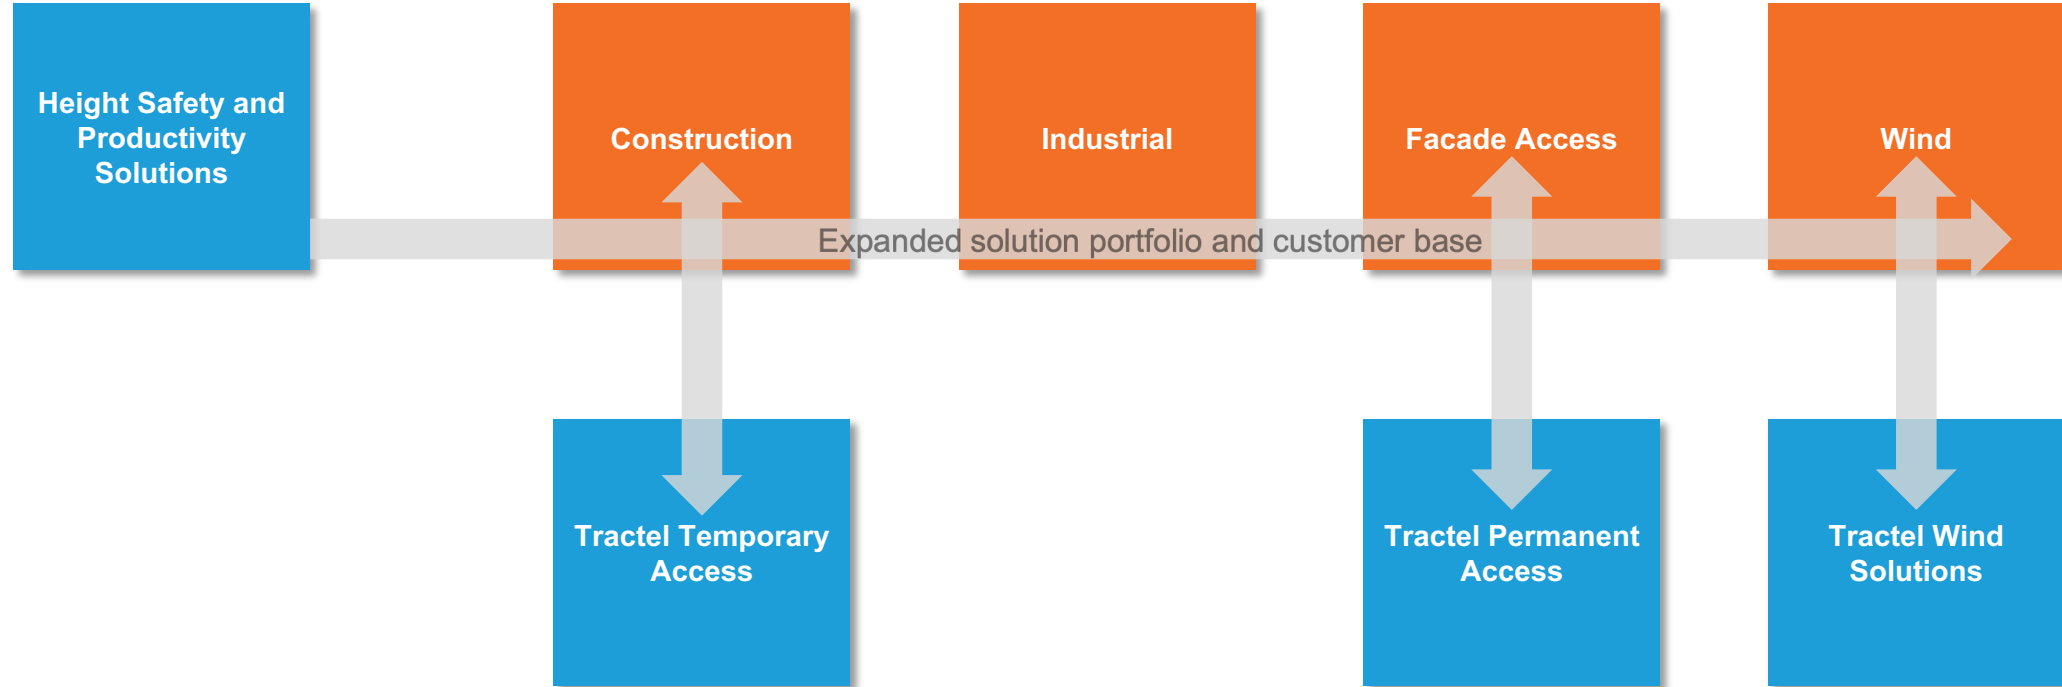 Height Safety and
Productivity
Solutions
Construction
Industrial
Facade Access
Wind
Expanded solution portfolio and customer base
Tractel Temporary
Access
Tractel Permanent
Access
Tractel Wind
Solutions